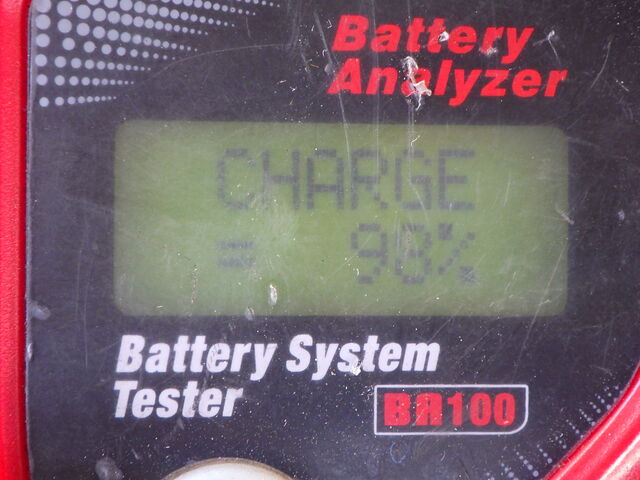 Battery
Analyzer
CHARGE
= 98%
Battery System
Tester
BR100